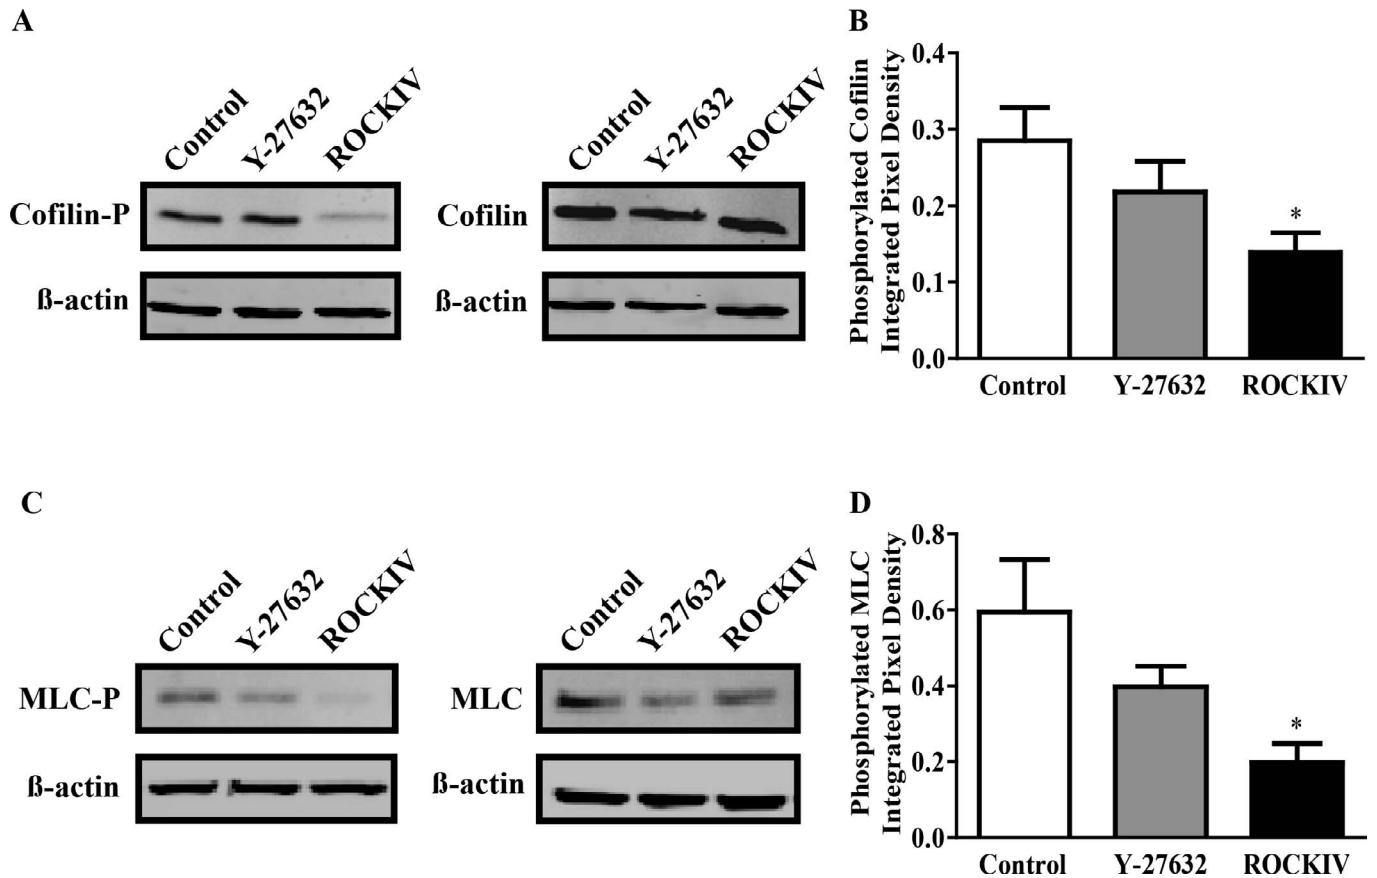 A
Control
Y-27632
ROCKIV
Control
Y-27632
ROCKIV
Cofilin-P
Cofilin
ß-actin
ß-actin
B
Phosphorylated Cofilin
Integrated Pixel Density
0.4
0.3
0.2
0.1
0.0
*
Control
Y-27632
ROCKIV
C
Control
Y-27632
ROCKIV
Control
Y-27632
ROCKIV
MLC-P
MLC
ß-actin
ß-actin
D
Phosphorylated MLC
Integrated Pixel Density
0.8
0.6
0.4
0.2
0.0
*
Control
Y-27632
ROCKIV